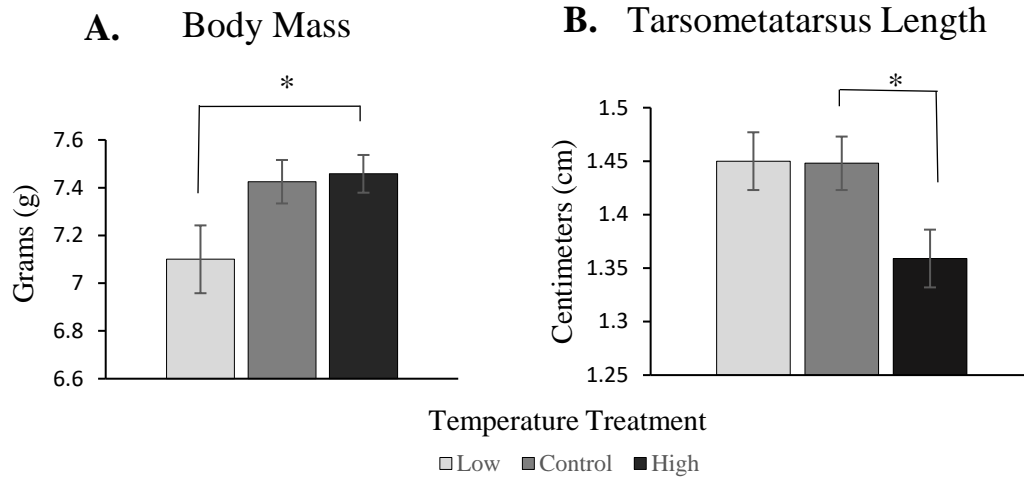 A. Body Mass
*
7.6
7.4
7.2
7
6.8
6.6
Grams (g)
B. Tarsometatarsus Length
*
1.5
1.45
1.4
1.35
1.3
1.25
Centimeters (cm)
Temperature Treatment
Low Control High